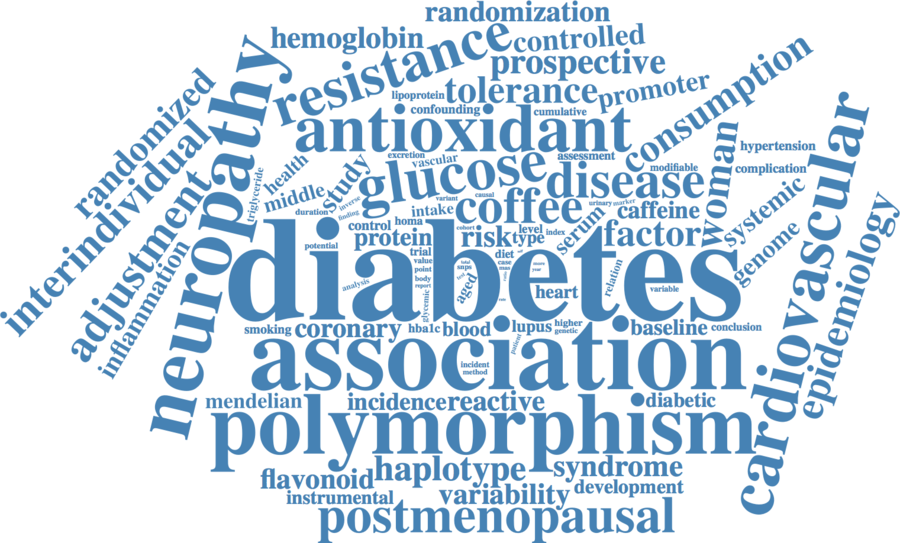 randomization
hemoglobin
resistance
controlled
prospective
consumption
randomized
neuropathy
lipoprotein
tolerance
promoter
confounding
cumulative
antioxidant
interindividual
cardiovascular
hypertension
excretion
vascular
assessment
modifiable
complication
health
study
glucose
disease
woman
triglyceride
middle
variant
causal
inverse
urinary
marker
adjustment
systemic
epidemiology
duration
finding
intake
coffee
caffeine
control
homa
cohort
level
index
serum
factor
genome
inflammation
protein
risk
type
potential
trial
diet
value
case
point
snps
man
body
aged
report
year
relation
diabetes
analysis
glycemic
heart
variable
smoking
coronary
hba1c
blood
lupus
higher
genetic
baseline
conclusion
patient
association
incident
method
mendelian
incidence
reactive
diabetic
polymorphism
haplotype
syndrome
flavonoid
instrumental
variability
development
postmenopausal